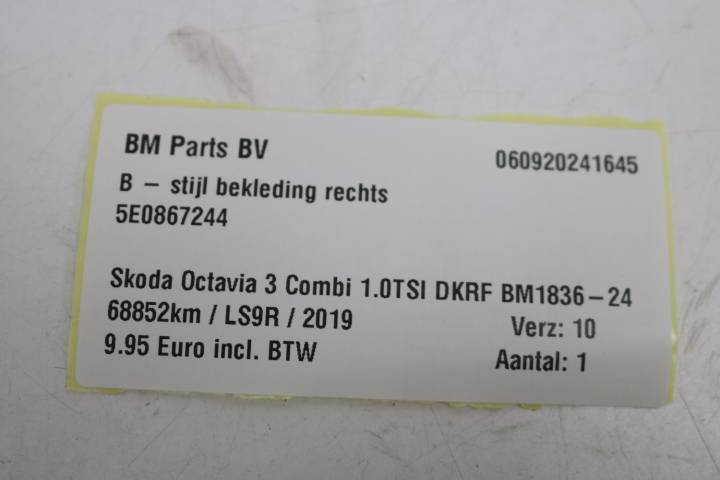 BM Parts BV 060920241645
B – stijl bekleding rechts
5E0867244
Skoda Octavia 3 Combi 1.0TSI DKRF BM1836–24
68852km / LS9R / 2019 Verz: 10
9.95 Euro incl. BTW Aantal: 1